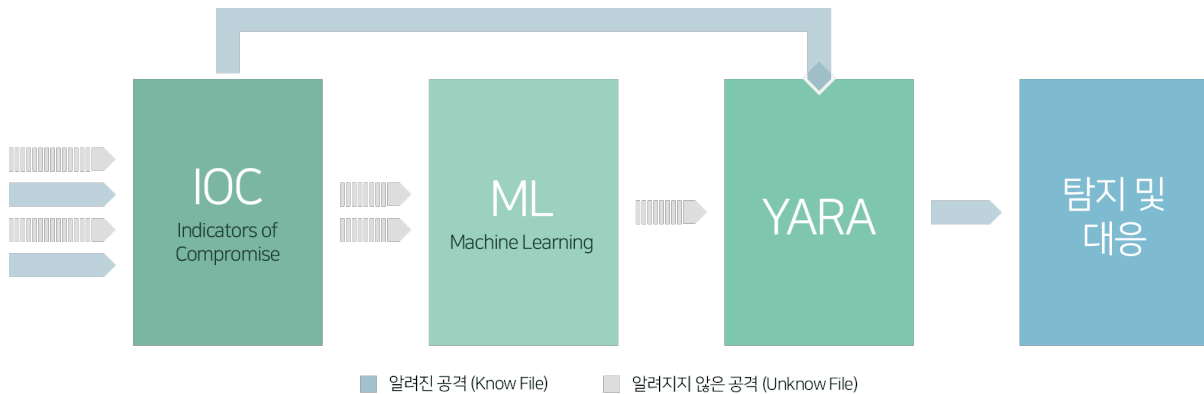 IOC
Indicators of
Compromise
ML
Machine Learning
YARA
탐지 및
대응
알려진 공격 (Know File)
알려지지 않은 공격 (Unknow File)